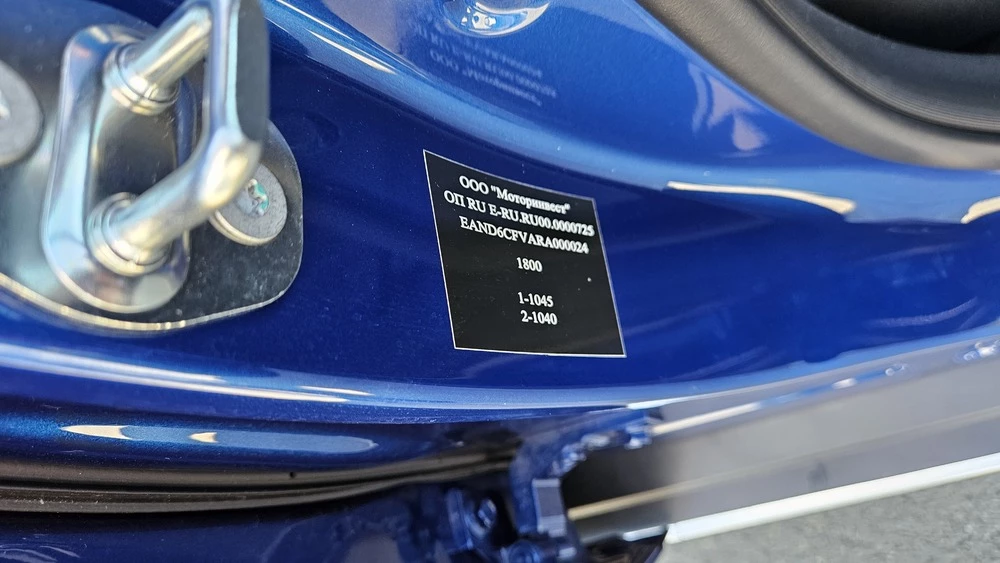 ООО "Моторинвест"
ОП RU E-RU.RU00.0000725
EAND6CFVARA000024
1800
1-1045
2-1040